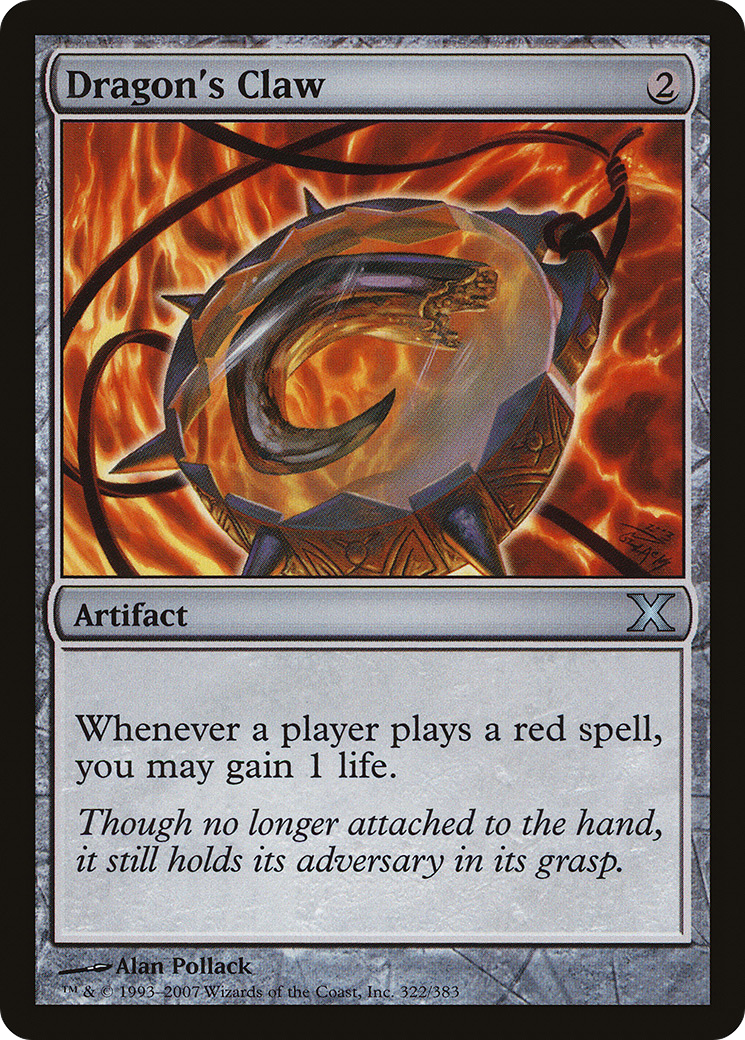 Dragon's Claw 2
Artifact X
Whenever a player plays a red spell,
you may gain 1 life.
Though no longer attached to the hand,
it still holds its adversary in its grasp.
Alan Pollack
™ & © 1993–2007 Wizards of the Coast, Inc. 322/383